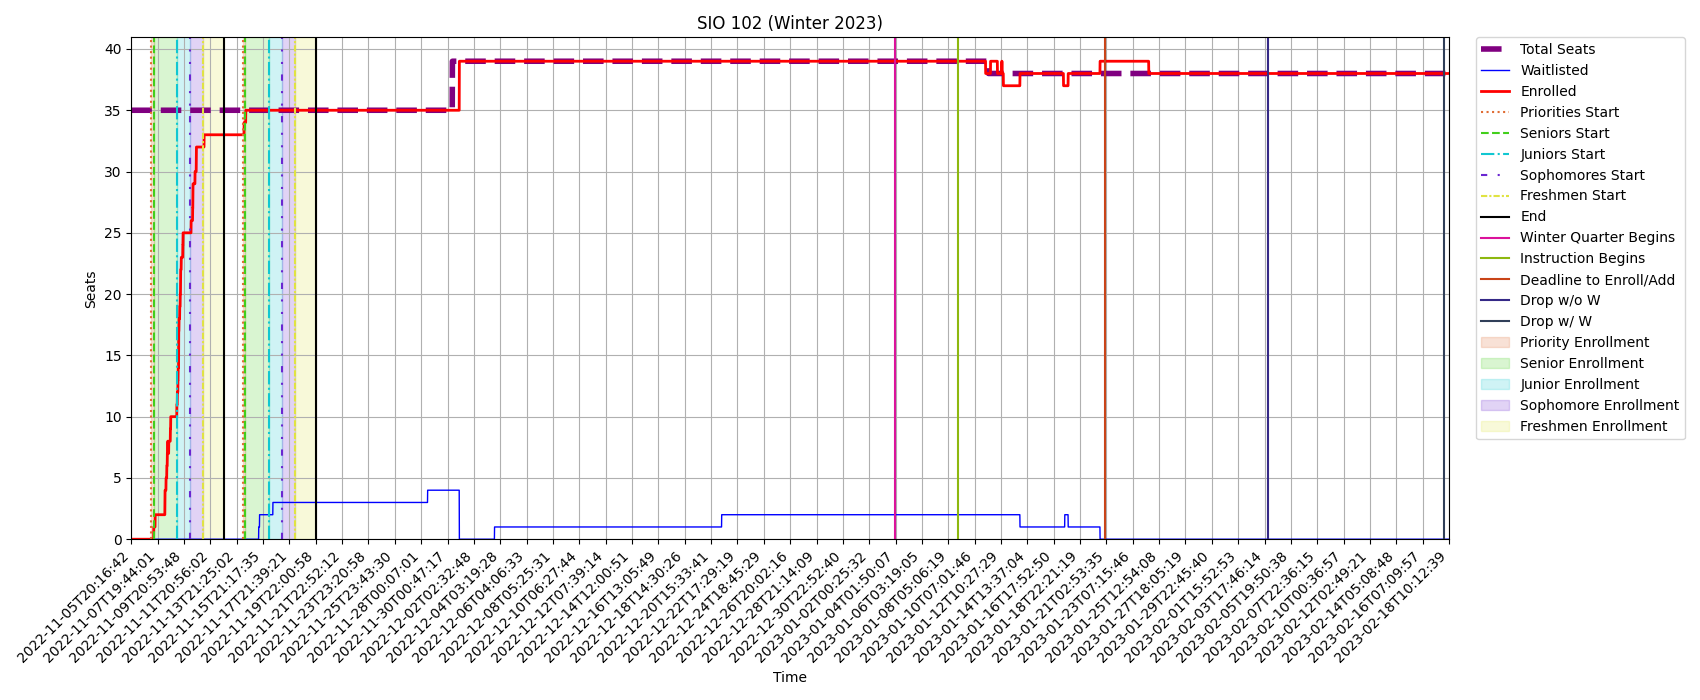 SIO 102 (Winter 2023)
40
35
30
25
20
15
10
5
0
Seats
2022-11-05T20:16:42
2022-11-07T19:44:01
2022-11-09T20:53:48
2022-11-11T20:56:02
2022-11-13T21:25:02
2022-11-15T21:17:35
2022-11-17T21:39:21
2022-11-19T22:00:58
2022-11-21T22:52:12
2022-11-23T23:20:58
2022-11-25T23:43:30
2022-11-28T00:07:01
2022-11-30T00:47:17
2022-12-02T02:32:48
2022-12-04T03:19:28
2022-12-06T04:06:33
2022-12-08T05:25:31
2022-12-10T06:27:44
2022-12-12T07:39:14
2022-12-14T12:00:51
2022-12-16T13:05:49
2022-12-18T14:30:26
2022-12-20T15:33:41
2022-12-22T17:29:19
2022-12-24T18:45:29
2022-12-26T20:02:16
2022-12-28T21:14:09
2022-12-30T22:52:40
2023-01-02T00:25:32
2023-01-04T01:50:07
2023-01-06T03:19:05
2023-01-08T05:06:19
2023-01-10T07:01:46
2023-01-12T10:27:29
2023-01-14T13:37:04
2023-01-16T17:52:50
2023-01-18T22:21:19
2023-01-21T02:53:35
2023-01-23T07:15:46
2023-01-25T12:54:08
2023-01-27T18:05:19
2023-01-29T22:45:40
2023-02-01T15:52:53
2023-02-03T17:46:14
2023-02-05T19:50:38
2023-02-07T22:36:15
2023-02-10T00:36:57
2023-02-12T02:49:21
2023-02-14T05:08:48
2023-02-16T07:09:57
2023-02-18T10:12:39
Time
Total Seats
Waitlisted
Enrolled
Priorities Start
Seniors Start
Juniors Start
Sophomores Start
Freshmen Start
End
Winter Quarter Begins
Instruction Begins
Deadline to Enroll/Add
Drop w/o W
Drop w/ W
Priority Enrollment
Senior Enrollment
Junior Enrollment
Sophomore Enrollment
Freshmen Enrollment